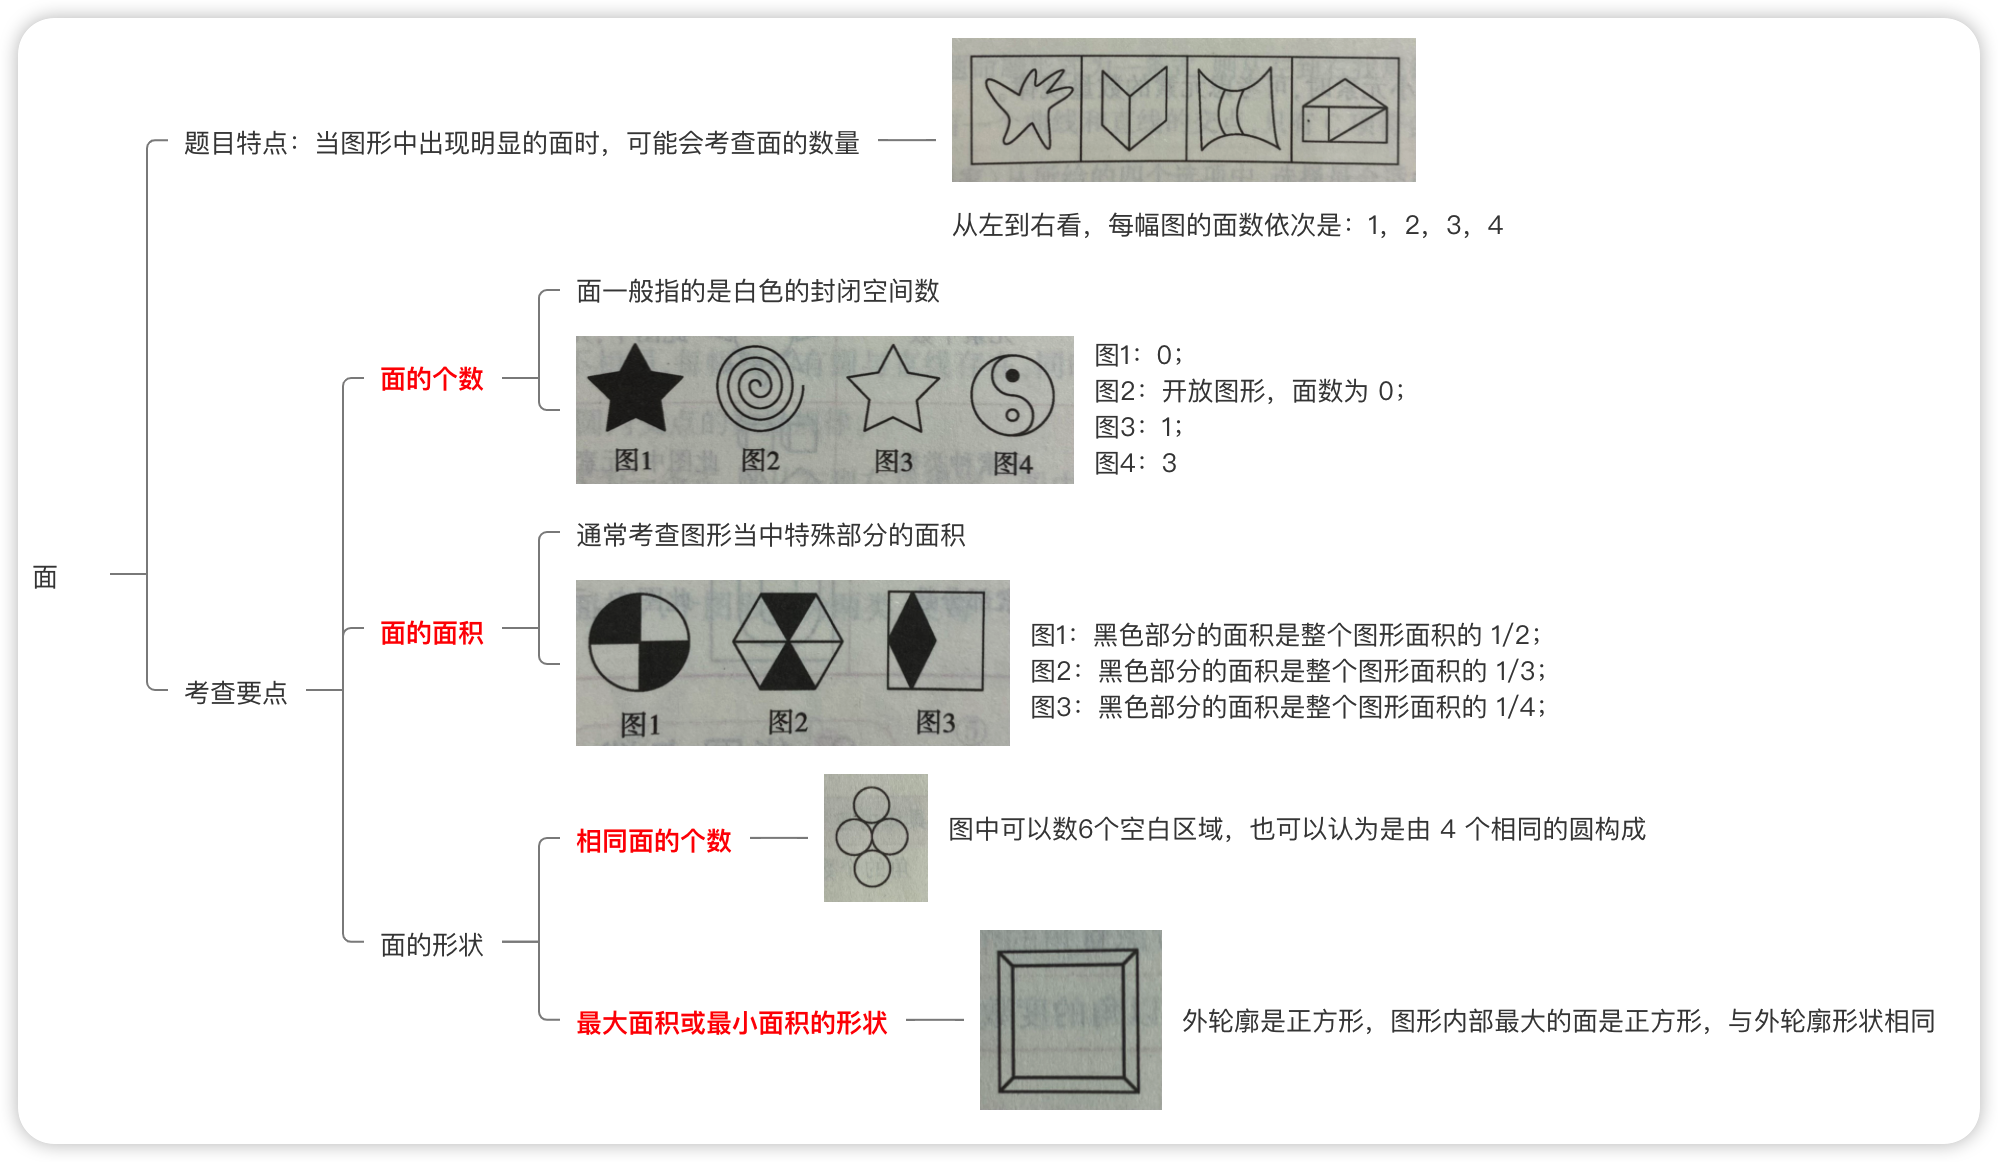 题目特点：当图形中出现明显的面时，可能会考查面的数量
从左到右看，每幅图的面数依次是：1，2，3，4
面一般指的是白色的封闭空间数
面的个数
图1：0；
图2：开放图形，面数为 0；
图3：1；
图4：3
图1
图2
图3
图4
通常考查图形当中特殊部分的面积
面
面的面积
图1：黑色部分的面积是整个图形面积的 1/2；
图2：黑色部分的面积是整个图形面积的 1/3；
图3：黑色部分的面积是整个图形面积的 1/4；
考查要点
图1
图2
图3
相同面的个数
图中可以数6个空白区域，也可以认为是由 4 个相同的圆构成
面的形状
最大面积或最小面积的形状
外轮廓是正方形，图形内部最大的面是正方形，与外轮廓形状相同